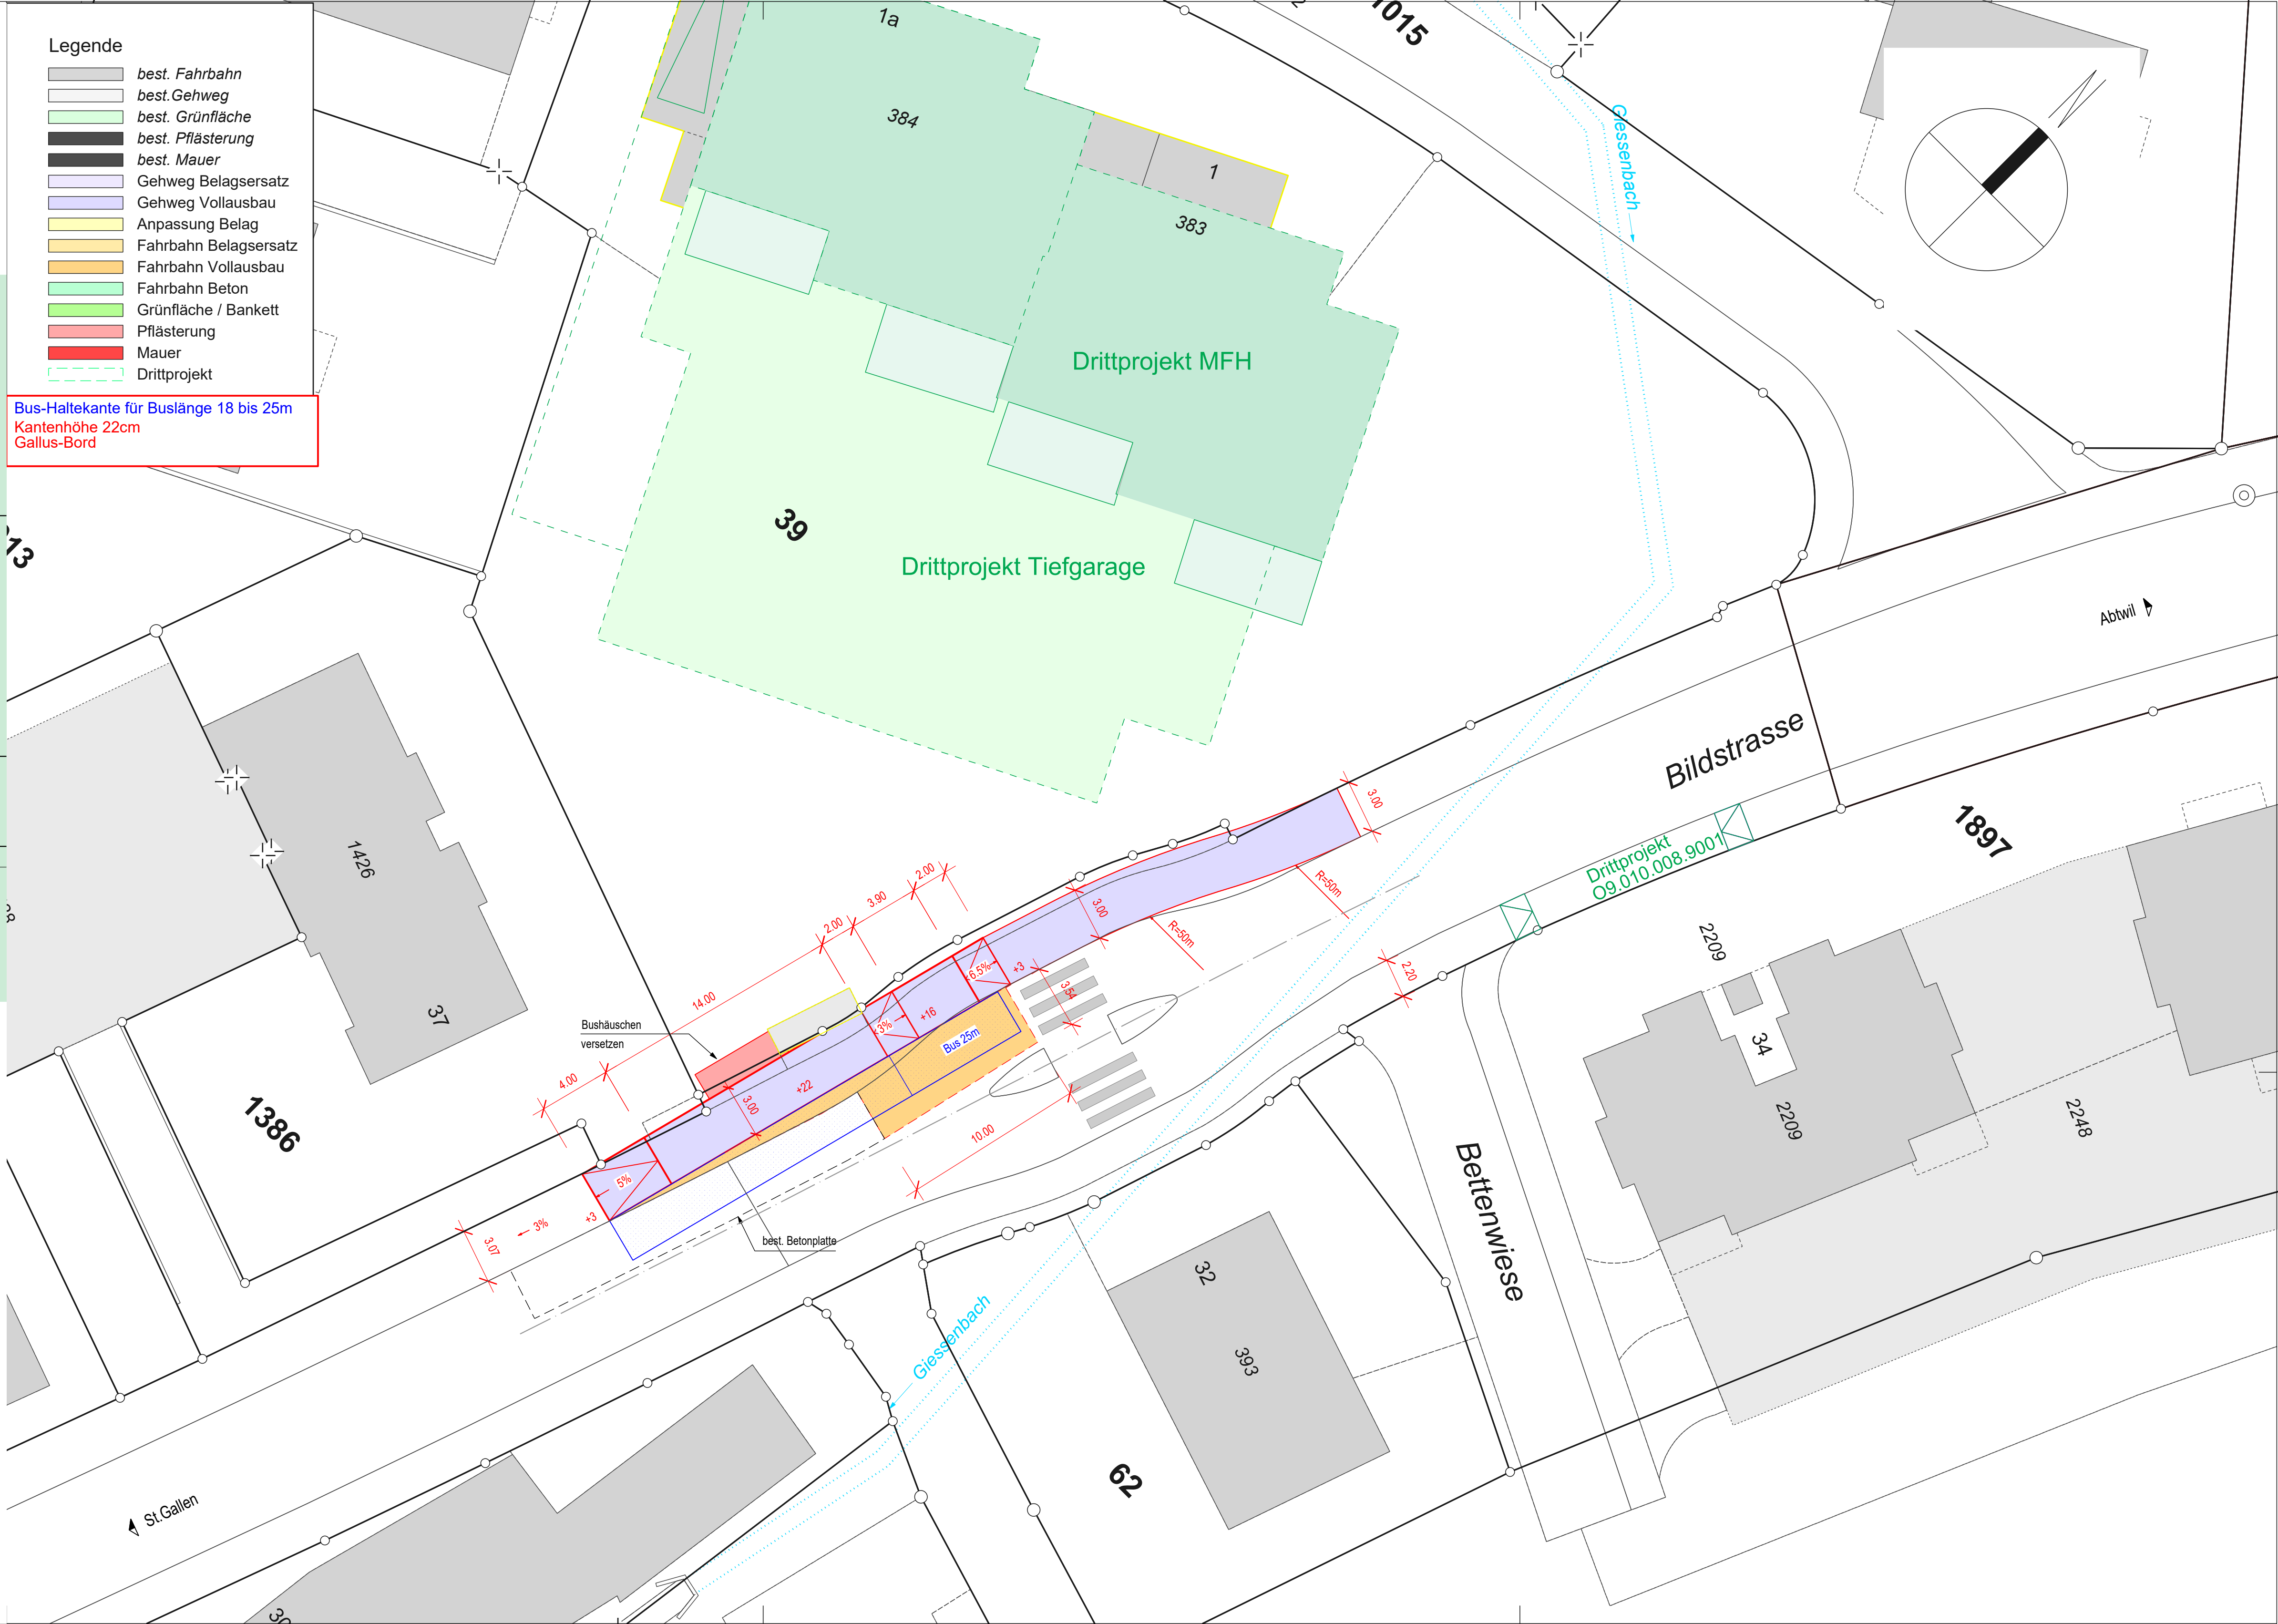 Legende
best. Fahrbahn
best.Gehweg
best. Grünfläche
best. Pflästerung
best. Mauer
Gehweg Belagsersatz
Gehweg Vollausbau
Anpassung Belag
Fahrbahn Belagsersatz
Fahrbahn Vollausbau
Fahrbahn Beton
Grünfläche / Bankett
Pflästerung
Mauer
Drittprojekt
Bus-Haltekante für Buslänge 18 bis 25m
Kantenhöhe 22cm
Gallus-Bord
1a
384
1
383
1015
Giessenbach
Drittprojekt MFH
39
Drittprojekt Tiefgarage
Abtwil
Bildstrasse
1897
Drittprojekt
O9.010.008.9001
1426
37
1386
3.00
R=50m
R=50m
3.00
2.00
3.90
2.00
14.00
4.00
6.5%
+3
3.54
2.20
3%
+16
Bus 25m
Bushäuschen
versetzen
+22
3.00
10.00
5%
+3
3%
3.07
best. Betonplatte
2209
34
2209
2248
Bettenwiese
32
393
Giessenbach
62
St.Gallen